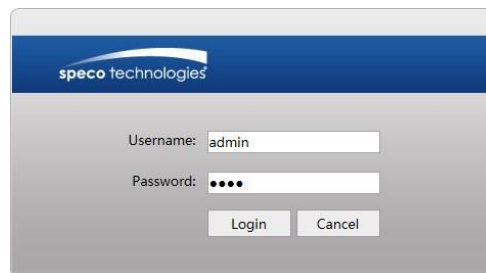 speco technologies
Username: admin
Password: ●●●●
Login Cancel